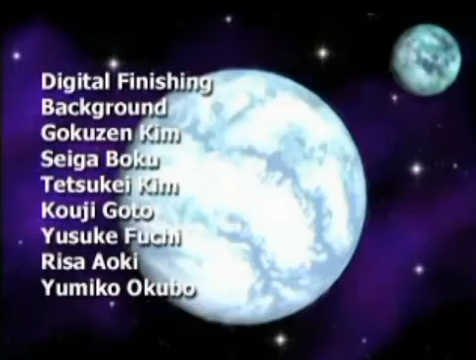 Digital Finishing
Background
Gokuzen Kim
Seiga Boku
Tetsukei Kim
Kouji Goto
Yusuke Fuchi
Risa Aoki
Yumiko Okubo